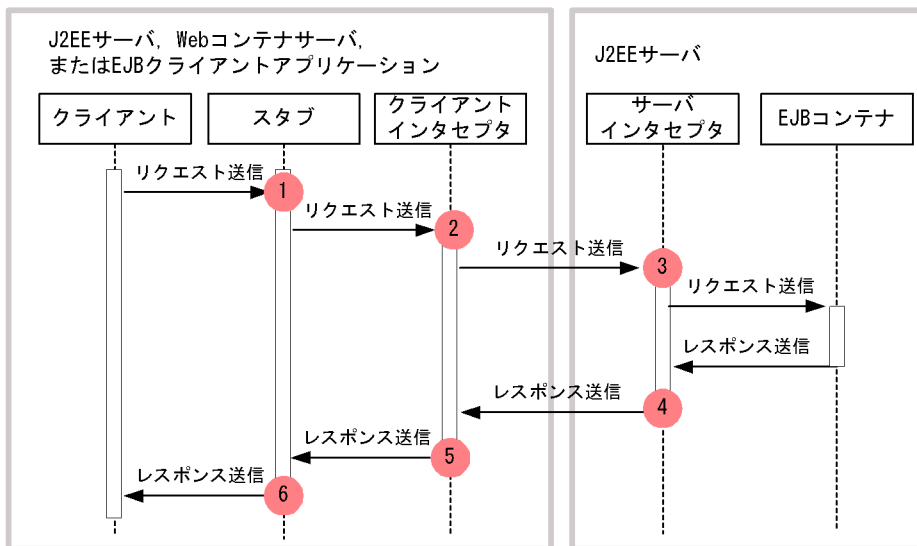 J2EEサーバ, Webコンテナサーバ,
またはEJBクライアントアプリケーション
J2EEサーバ
クライアント
スタブ
クライアント
インタセプタ
サーバ
インタセプタ
EJBコンテナ
リクエスト送信
1
リクエスト送信
2
リクエスト送信
3
リクエスト送信
レスポンス送信
レスポンス送信
4
レスポンス送信
5
レスポンス送信
6